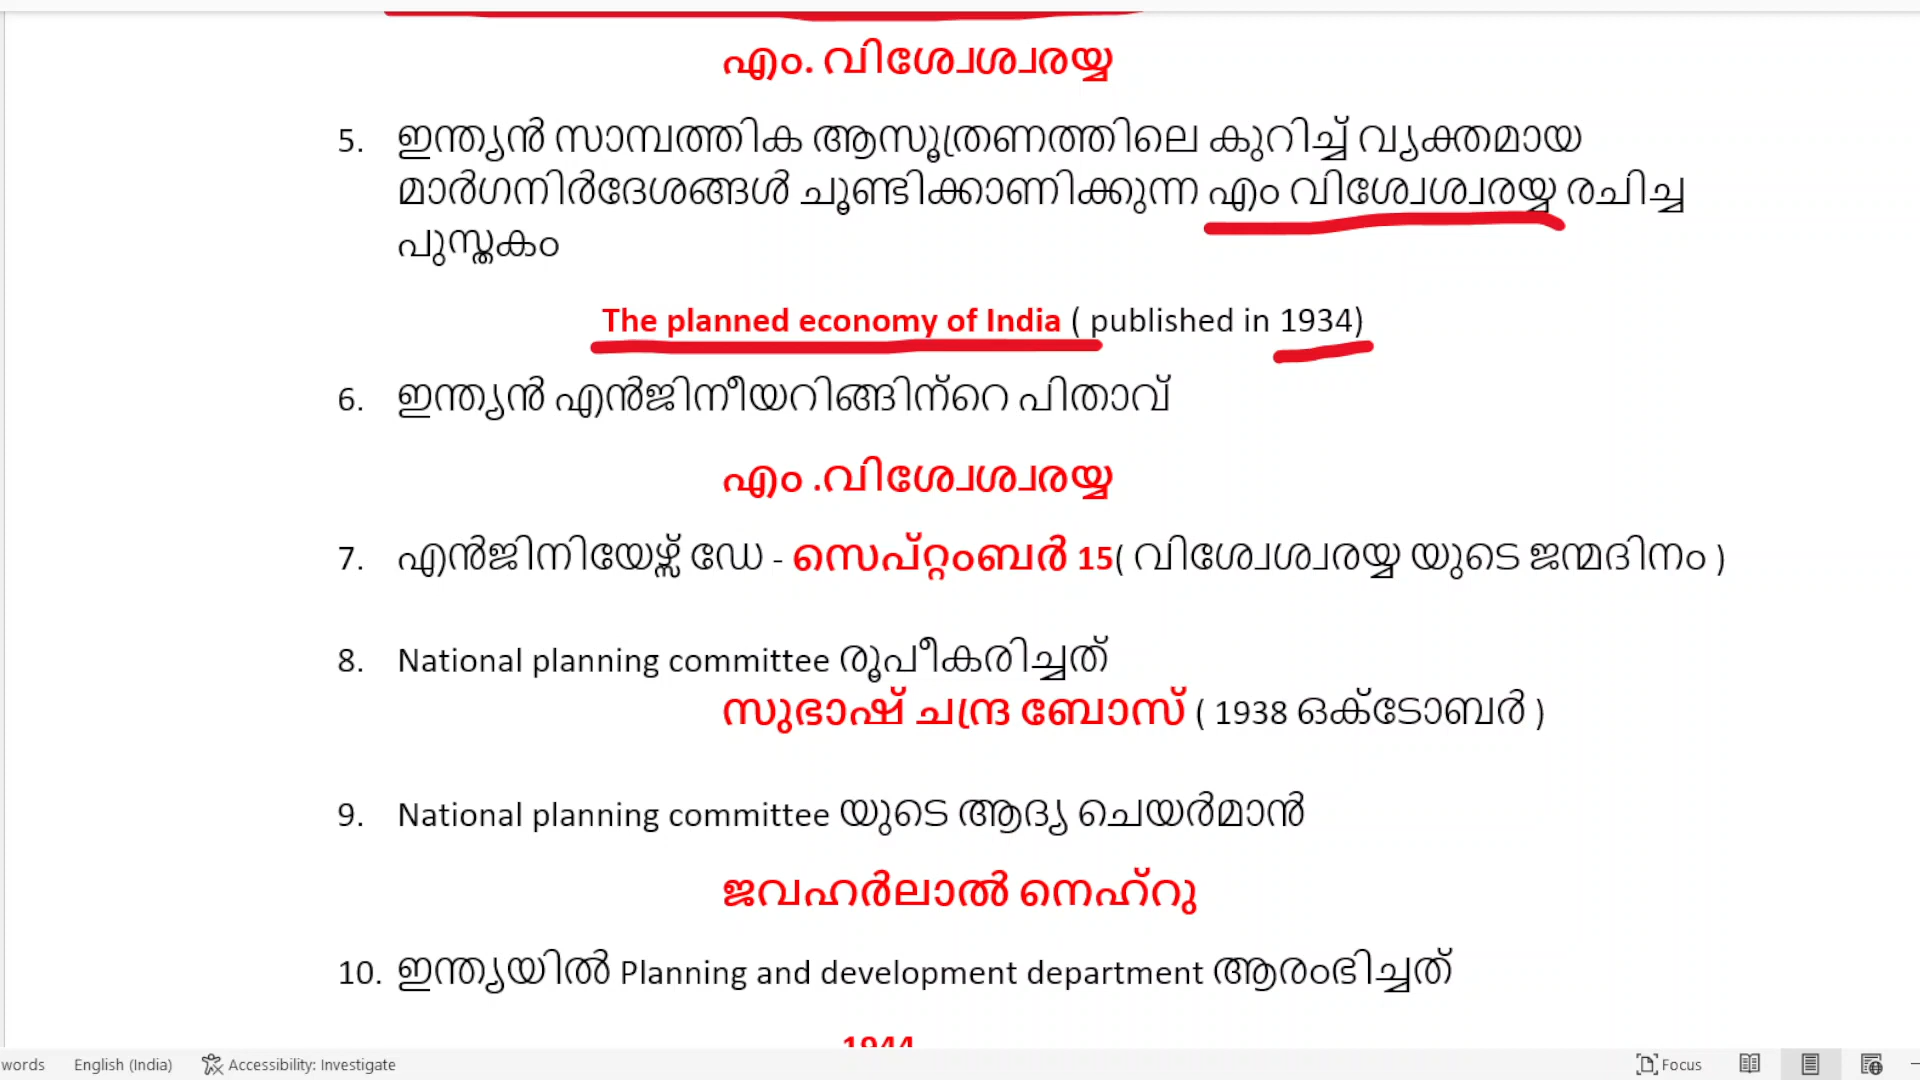 എം. വിശ്വേശ്വരയ്യ
5. ഇന്ത്യൻ സാമ്പത്തിക ആസൂത്രണത്തിലെ കുറിച്ച് വ്യക്തമായ
മാർഗനിർദേശങ്ങൾ ചൂണ്ടിക്കാണിക്കുന്ന എം വിശ്വേശ്വരയ്യ രചിച്ച
പുസ്തകം
The planned economy of India ( published in 1934)
6. ഇന്ത്യൻ എൻജിനീയറിങ്ങിന്റെ പിതാവ്
എം .വിശ്വേശ്വരയ്യ
7. എൻജിനിയേഴ്സ് ഡേ - സെപ്റ്റംബർ 15( വിശ്വേശ്വരയ്യ യുടെ ജന്മദിനം )
8. National planning committee രൂപീകരിച്ചത്
സുഭാഷ് ചന്ദ്ര ബോസ് ( 1938 ഒക്ടോബർ )
9. National planning committee യുടെ ആദ്യ ചെയർമാൻ
ജവഹർലാൽ നെഹ്റു
10. ഇന്ത്യയിൽ Planning and development department ആരംഭിച്ചത്
1944
words English (India) Accessibility: Investigate Focus